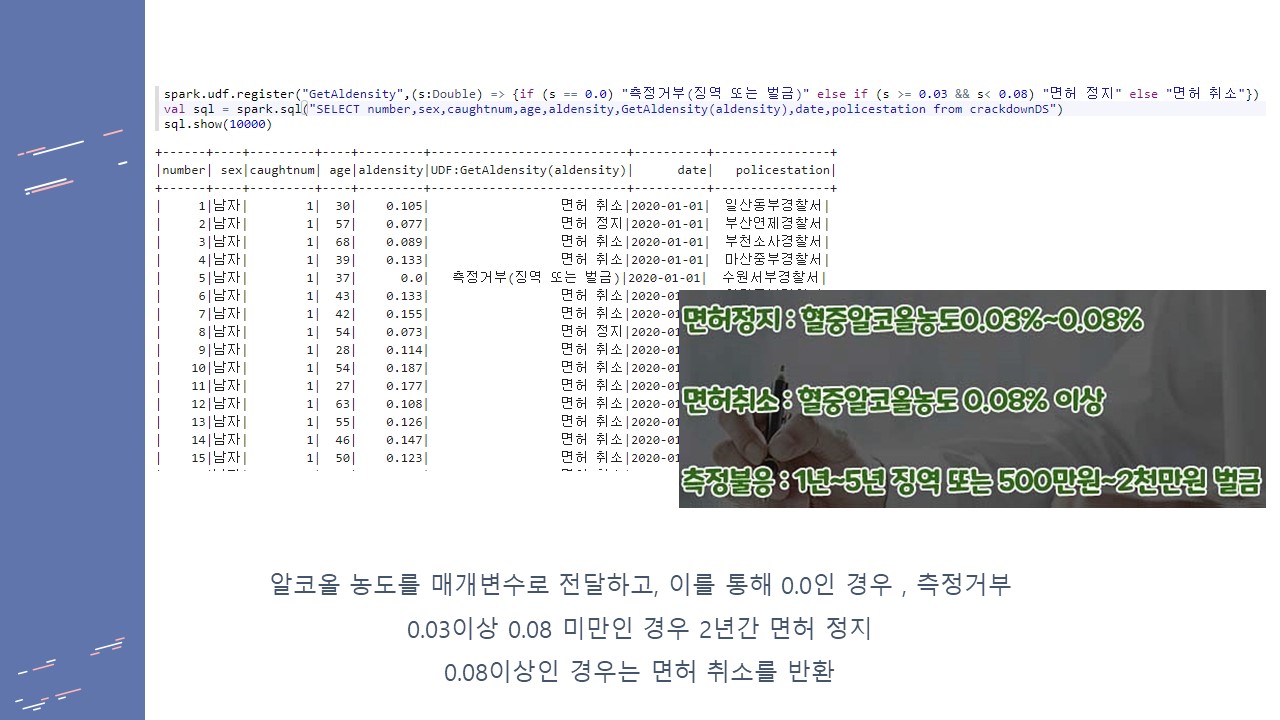 spark.udf.register("GetAldensity",(s:Double) => {if (s == 0.0) "측정거부(징역 또는 벌금)" else if (s >= 0.03 && s< 0.08) "면허 정지" else "면허 취소"})
val sql = spark.sql("SELECT number,sex,caughtnum,age,aldensity,GetAldensity(aldensity),date,policestation from crackdownDS")
sql.show(10000)
+------+----+---------+----+---------+---------------------------+----------+---------------+
|number| sex|caughtnum| age|aldensity|UDF:GetAldensity(aldensity)|      date|  policestation|
+------+----+---------+----+---------+---------------------------+----------+---------------+
|     1|남자|        1|  30|    0.105|                  면허 취소|2020-01-01|  일산동부경찰서|
|     2|남자|        1|  57|    0.077|                  면허 정지|2020-01-01|  부산연제경찰서|
|     3|남자|        1|  68|    0.089|                  면허 취소|2020-01-01|  부천소사경찰서|
|     4|남자|        1|  39|    0.133|                  면허 취소|2020-01-01|  마산중부경찰서|
|     5|남자|        1|  37|      0.0|   측정거부(징역 또는 벌금)|2020-01-01|  수원서부경찰서|
|     6|남자|        1|  43|    0.133|                  면허 취소|2020-01
|     7|남자|        1|  42|    0.155|                  면허 취소|2020-01
|     8|남자|        1|  54|    0.073|                  면허 정지|2020-01
|     9|남자|        1|  28|    0.114|                  면허 취소|2020-01
|    10|남자|        1|  54|    0.187|                  면허 취소|2020-01
|    11|남자|        1|  27|    0.177|                  면허 취소|2020-01
|    12|남자|        1|  63|    0.108|                  면허 취소|2020-01
|    13|남자|        1|  55|    0.126|                  면허 취소|2020-01
|    14|남자|        1|  46|    0.147|                  면허 취소|2020-01
|    15|남자|        1|  50|    0.123|                  면허 취소|2020-01
면허정지 : 혈중알코올농도0.03%~0.08%
면허취소 : 혈중알코올농도 0.08% 이상
측정불응 : 1년~5년 징역 또는 500만원~2천만원 벌금
알코올 농도를 매개변수로 전달하고, 이를 통해 0.0인 경우 , 측정거부
0.03이상 0.08 미만인 경우 2년간 면허 정지
0.08이상인 경우는 면허 취소를 반환